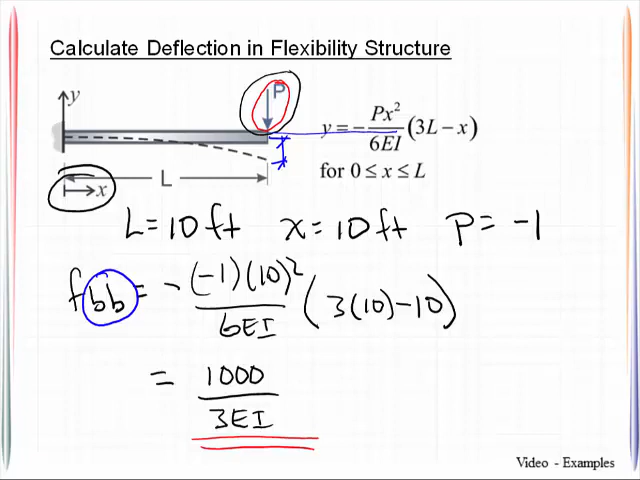 Calculate Deflection in Flexibility Structure
y
P
y = -Px²/6EI (3L - x)
for 0 ≤ x ≤ L
x
L
L = 10 ft x = 10 ft P = -1
f bb = - (-1)(10)²/6EI (3(10) - 10)
= 1000/3EI
Video - Examples